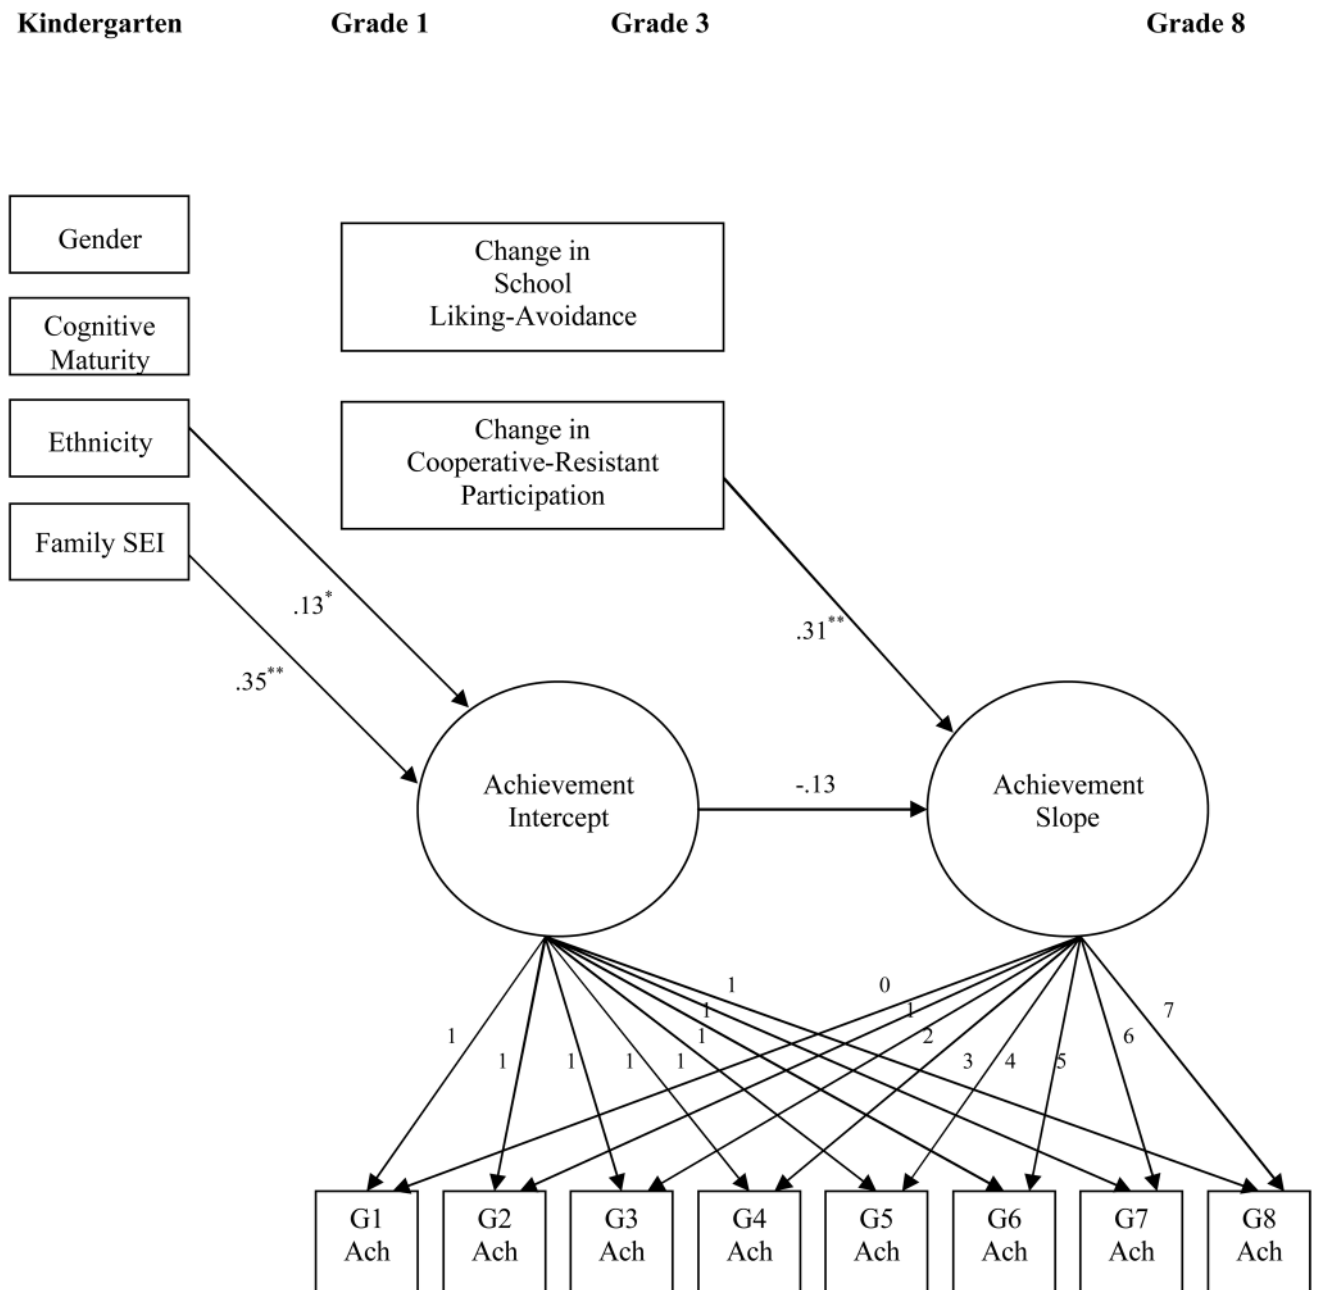 Kindergarten Grade 1 Grade 3 Grade 8
Gender
Cognitive
Maturity
Ethnicity
Family SEI
Change in
School
Liking-Avoidance
Change in
Cooperative-Resistant
Participation
.13*
.35**
.31**
Achievement
Intercept
-.13
Achievement
Slope
1 0
1 1 7
1 1 2 6
1 1 1 1 3 4 5
G1
Ach
G2
Ach
G3
Ach
G4
Ach
G5
Ach
G6
Ach
G7
Ach
G8
Ach